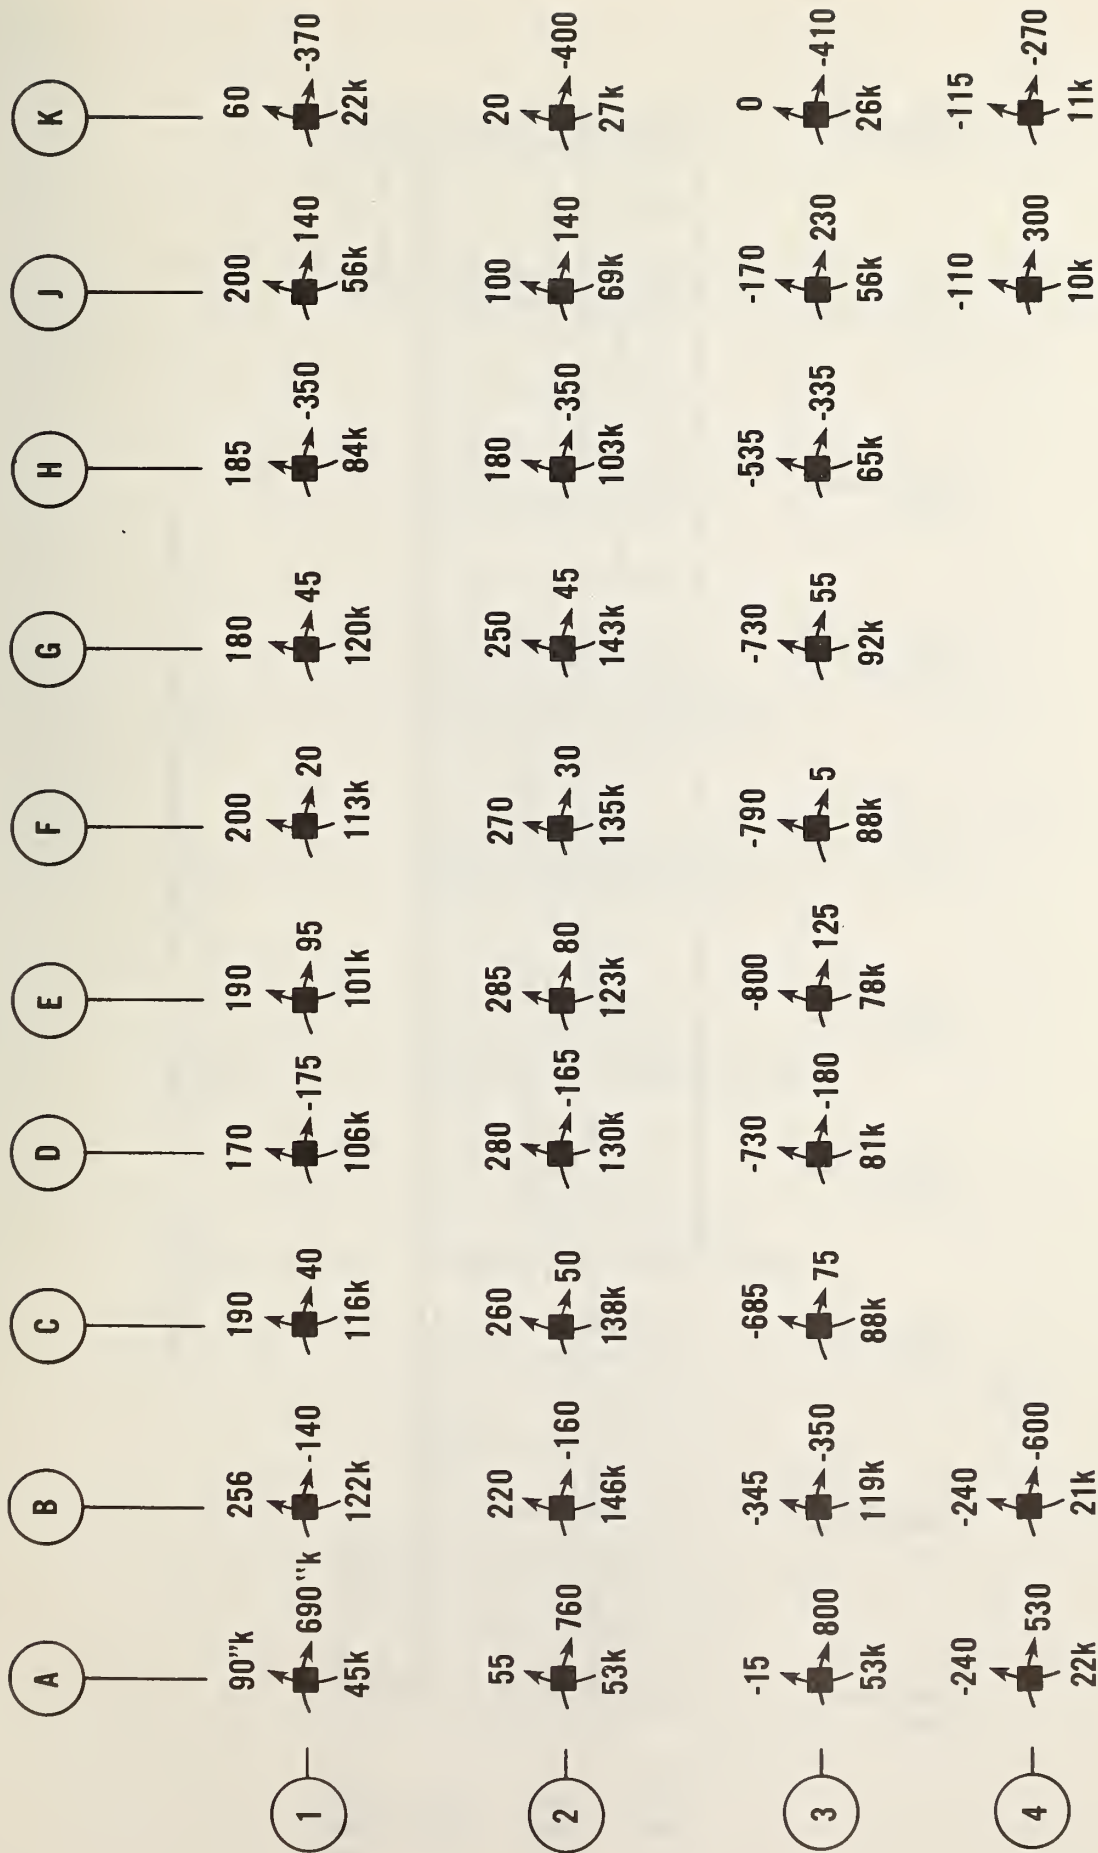 A B C D E F G H J K
90"k 256 190 170 190 200 180 185 200 60
1 690"k -140 40 -175 95 20 45 -350 140 -370
45k 122k 116k 106k 101k 113k 120k 84k 56k 22k
55 220 260 280 285 270 250 180 100 20
2 760 -160 50 -165 80 30 45 -350 140 -400
53k 146k 138k 130k 123k 135k 143k 103k 69k 27k
-15 -345 -685 -730 -800 -790 -730 -535 -170 0
3 800 -350 75 -180 125 5 55 -335 230 -410
53k 119k 88k 81k 78k 88k 92k 65k 56k 26k
-240 -240 -110 -115
4 530 -600 300 -270
22k 21k 10k 11k